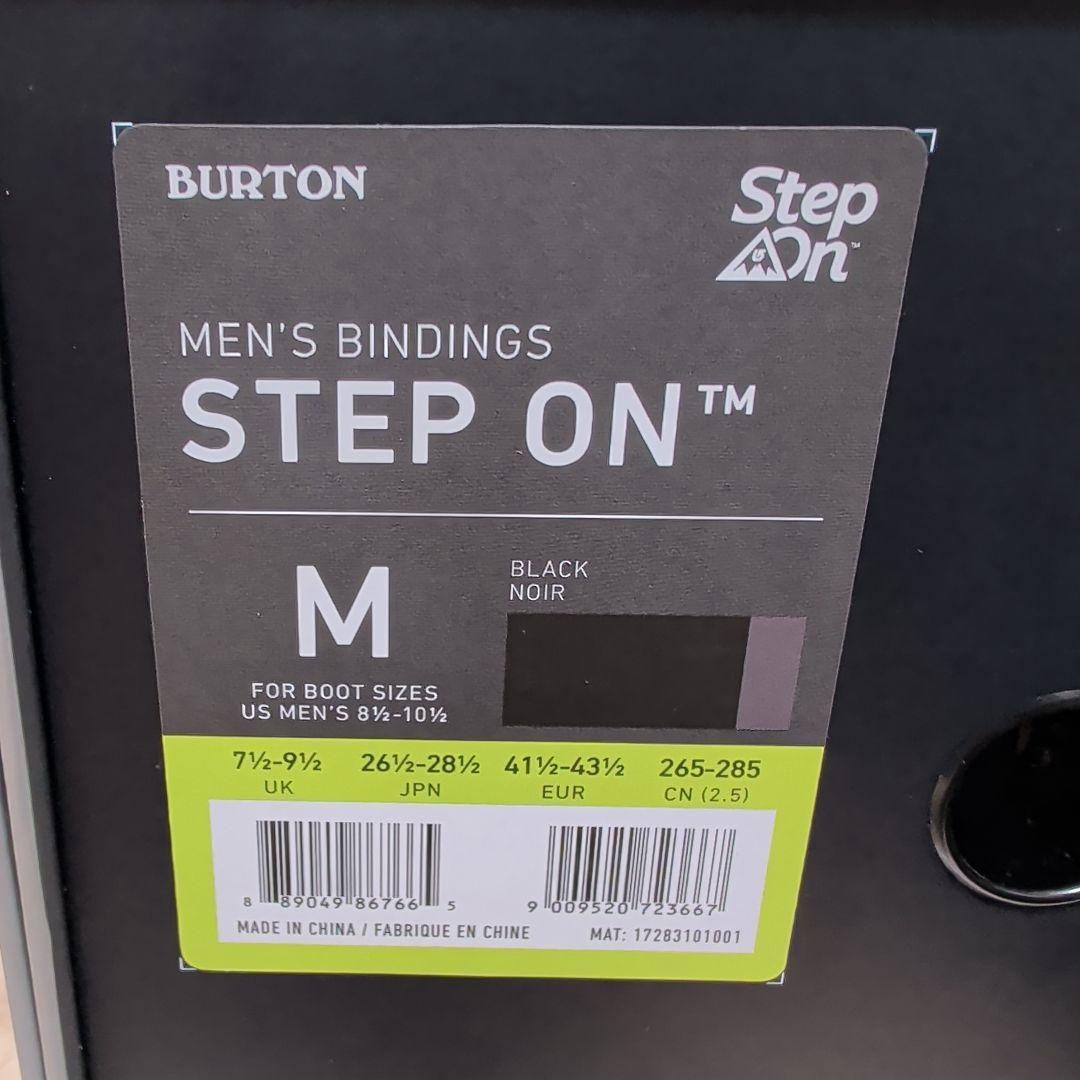 BURTON
Step
On™
MEN'S BINDINGS
STEP ON™
M
BLACK
NOIR
FOR BOOT SIZES
US MEN'S 8½-10½
7½-9½ 26½-28½ 41½-43½ 265-285
UK JPN EUR CN (2.5)
8 89049 86766 5 9 009520 723667
MADE IN CHINA / FABRIQUE EN CHINE MAT: 17283101001